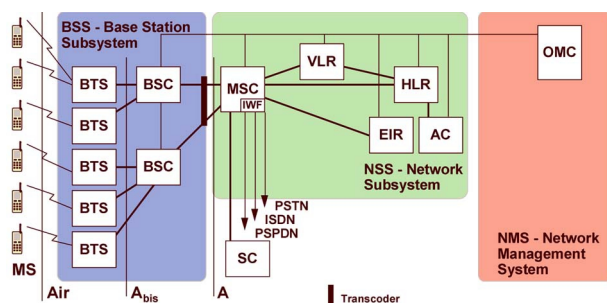 BSS - Base Station
Subsystem
OMC
VLR
BTS
BSC
MSC
HLR
IWF
BTS
EIR
AC
BTS
BSC
NSS - Network
Subsystem
PSTN
ISDN
PSPDN
BTS
BTS
SC
NMS - Network
Management
System
MS
Air
Abis
A
Transcoder